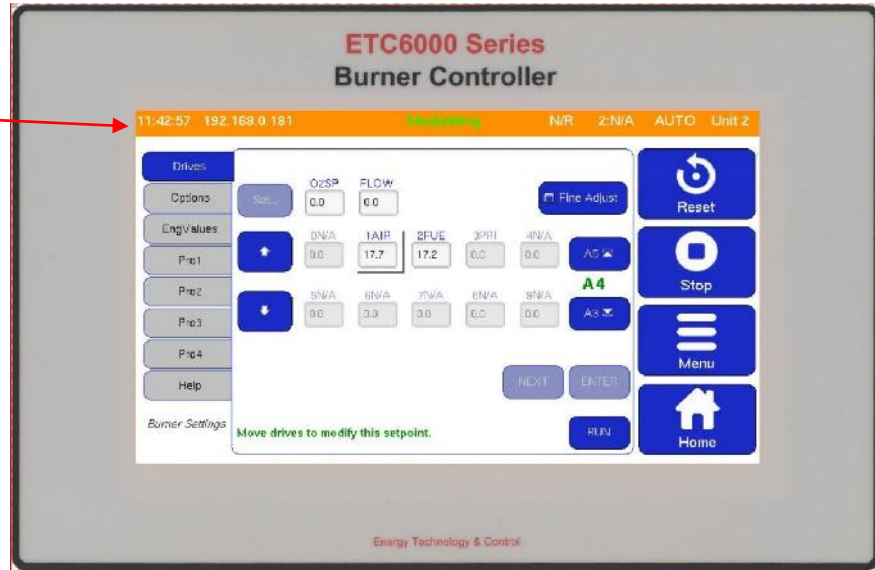 ETC6000 Series
Burner Controller
11:42:57 192.168.0.181 Modulating N/R 2:N/A AUTO Unit 2
Drives
Options
EngValues
Pro1
Pro2
Pro3
Pro4
Help
Burner Settings
Set...
O2SP FLOW
0.0 0.0
Fine Adjust
0N/A 1AIR 2FUE 3PRI 4N/A
0.0 17.7 17.2 0.0 0.0
A5
A4
5N/A 6N/A 7N/A 8N/A 9N/A
0.0 0.0 0.0 0.0 0.0
A3
NEXT ENTER
Move drives to modify this setpoint.
RUN
Reset
Stop
Menu
Home
Energy Technology & Control